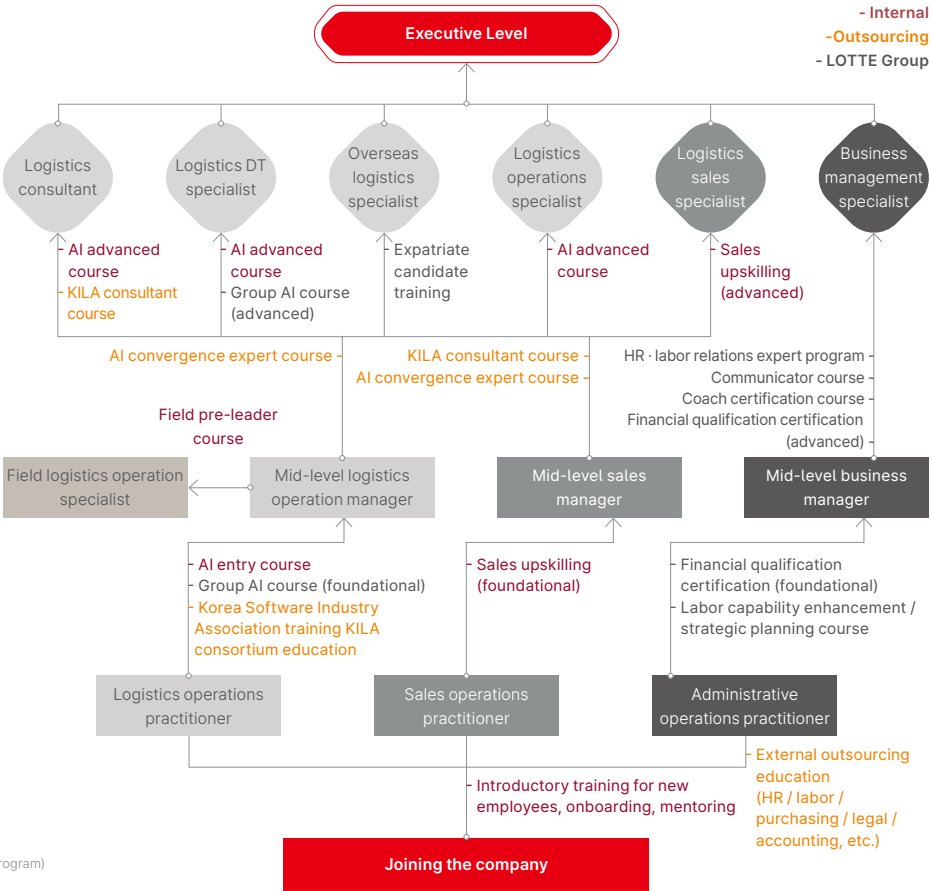 Executive Level
- Internal
-Outsourcing
- LOTTE Group
Logistics
consultant
Logistics DT
specialist
Overseas
logistics
specialist
Logistics
operations
specialist
Logistics
sales
specialist
Business
management
specialist
- AI advanced
course
- KILA consultant
course
- AI advanced
course
- Group AI course
(advanced)
- Expatriate
candidate
training
- AI advanced
course
- Sales
upskilling
(advanced)
AI convergence expert course -
KILA consultant course -
AI convergence expert course -
HR · labor relations expert program -
Communicator course -
Coach certification course -
Financial qualification certification
(advanced) -
Field pre-leader
course
Field logistics operation
specialist
Mid-level logistics
operation manager
Mid-level sales
manager
Mid-level business
manager
- AI entry course
- Group AI course (foundational)
- Korea Software Industry
Association training KILA
consortium education
- Sales upskilling
(foundational)
- Financial qualification
certification (foundational)
- Labor capability enhancement /
strategic planning course
Logistics operations
practitioner
Sales operations
practitioner
Administrative
operations practitioner
- External outsourcing
education
(HR / labor /
purchasing / legal /
accounting, etc.)
- Introductory training for new
employees, onboarding, mentoring
Joining the company
rogram)